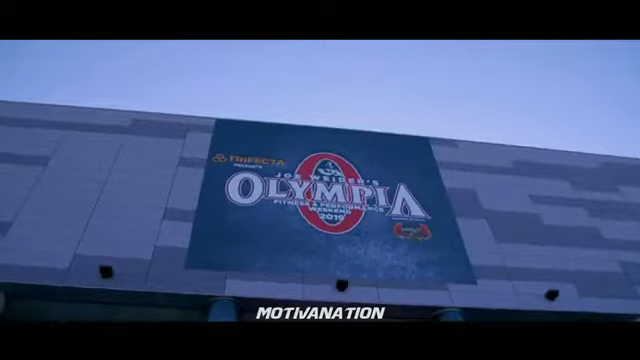 TRIFECTA
PRESENTS
JOE WEIDER'S
OLYMPIA
FITNESS & PERFORMANCE
WEEKEND
2019
MOTIVANATION